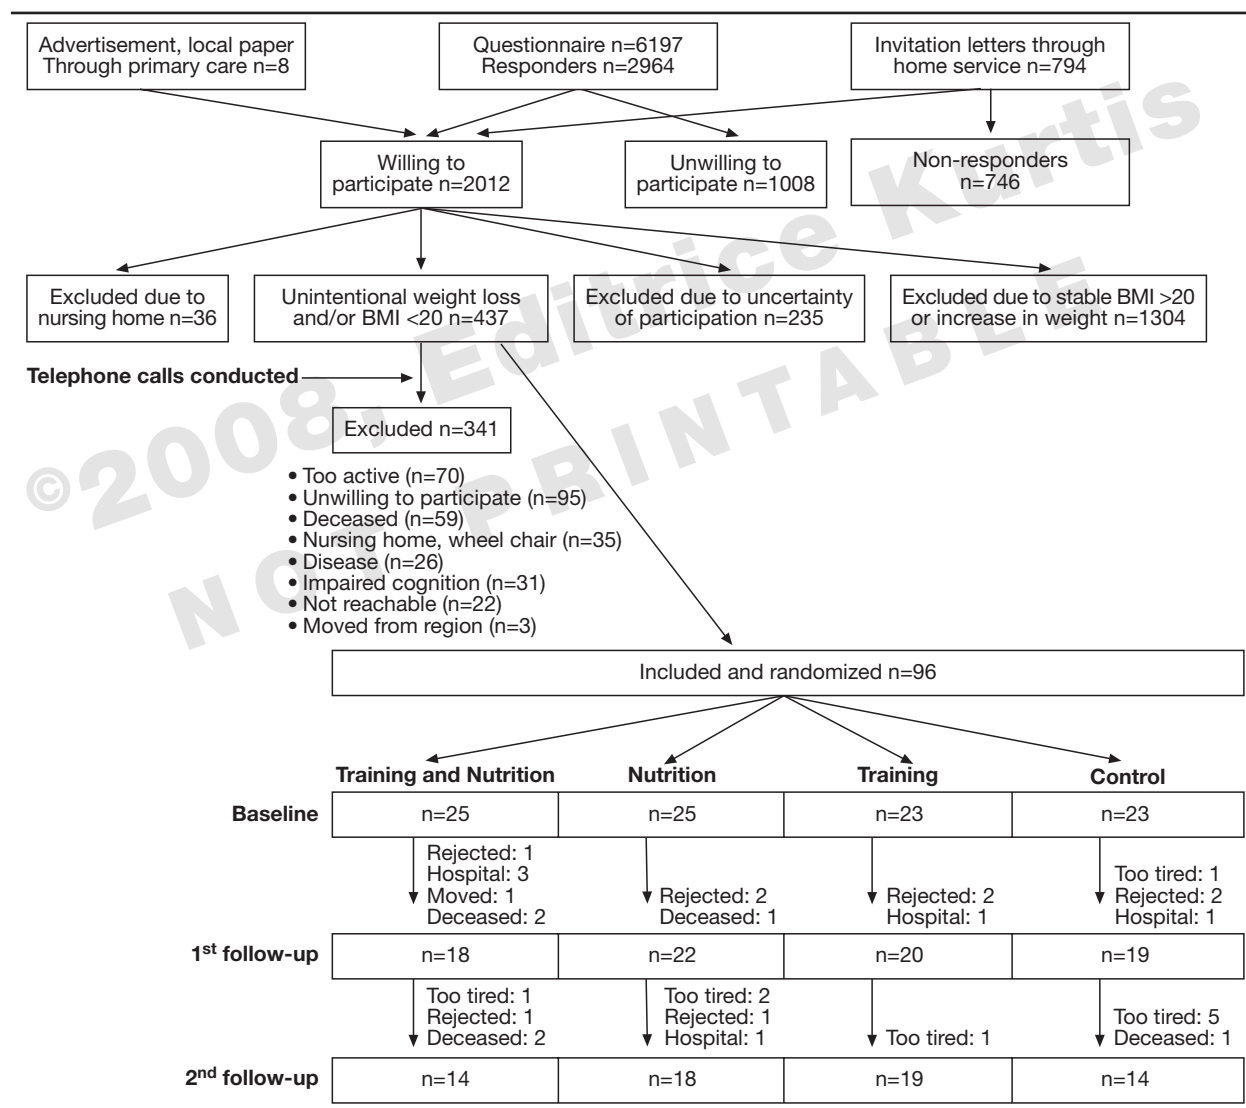 Advertisement, local paper
Through primary care n=8
Questionnaire n=6197
Responders n=2964
Invitation letters through
home service n=794
Willing to
participate n=2012
Unwilling to
participate n=1008
Non-responders
n=746
Excluded due to
nursing home n=36
Unintentional weight loss
and/or BMI <20 n=437
Excluded due to uncertainty
of participation n=235
Excluded due to stable BMI >20
or increase in weight n=1304
Telephone calls conducted
Excluded n=341
• Too active (n=70)
• Unwilling to participate (n=95)
• Deceased (n=59)
• Nursing home, wheel chair (n=35)
• Disease (n=26)
• Impaired cognition (n=31)
• Not reachable (n=22)
• Moved from region (n=3)
©2008, Editrice Kurtis
NOT PRINTABLE
Included and randomized n=96
Training and Nutrition Nutrition Training Control
Baseline n=25 n=25 n=23 n=23
Rejected: 1
Hospital: 3
Moved: 1
Deceased: 2
Rejected: 2
Deceased: 1
Rejected: 2
Hospital: 1
Too tired: 1
Rejected: 2
Hospital: 1
1st follow-up n=18 n=22 n=20 n=19
Too tired: 1
Rejected: 1
Deceased: 2
Too tired: 2
Rejected: 1
Hospital: 1
Too tired: 1
Too tired: 5
Deceased: 1
2nd follow-up n=14 n=18 n=19 n=14